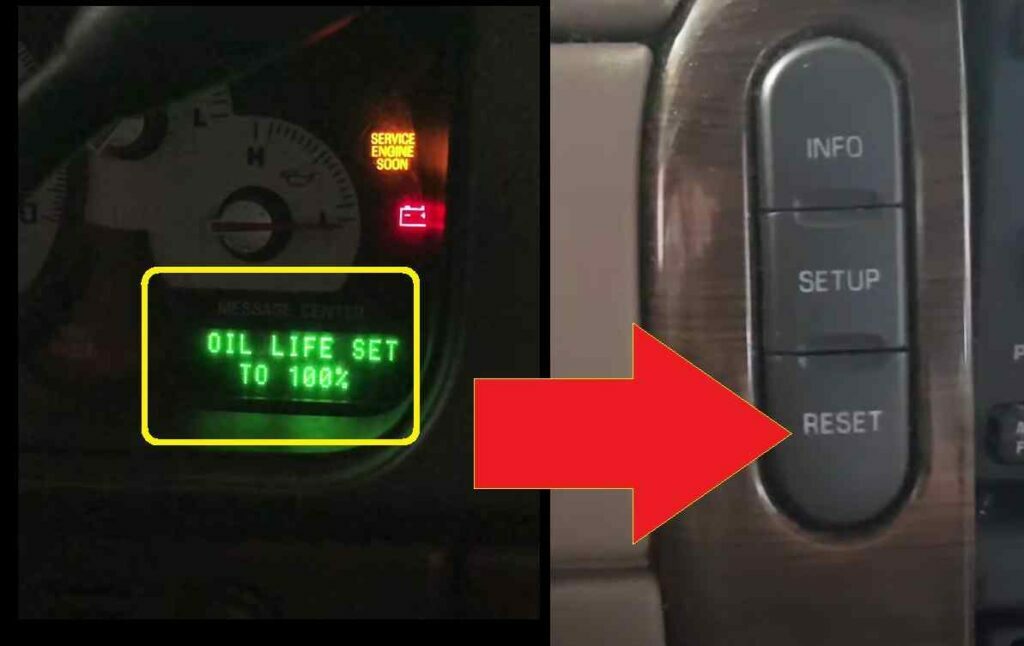 L
H
SERVICE
ENGINE
SOON
MESSAGE CENTER
OIL LIFE SET
TO 100%
INFO
SETUP
RESET